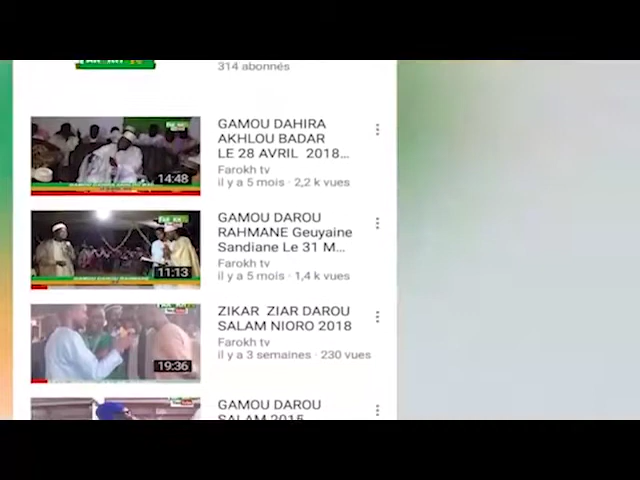 314 abonnés
GAMOU DAHIRA
AKHLOU BADAR
LE 28 AVRIL 2018...
Farokh tv
il y a 5 mois · 2,2 k vues
14:48
GAMOU DAROU
RAHMANE Geuyaine
Sandiane Le 31 M...
Farokh tv
il y a 5 mois · 1,4 k vues
11:13
ZIKAR ZIAR DAROU
SALAM NIORO 2018
Farokh tv
il y a 3 semaines · 230 vues
19:36
GAMOU DAROU
SALAM 2015